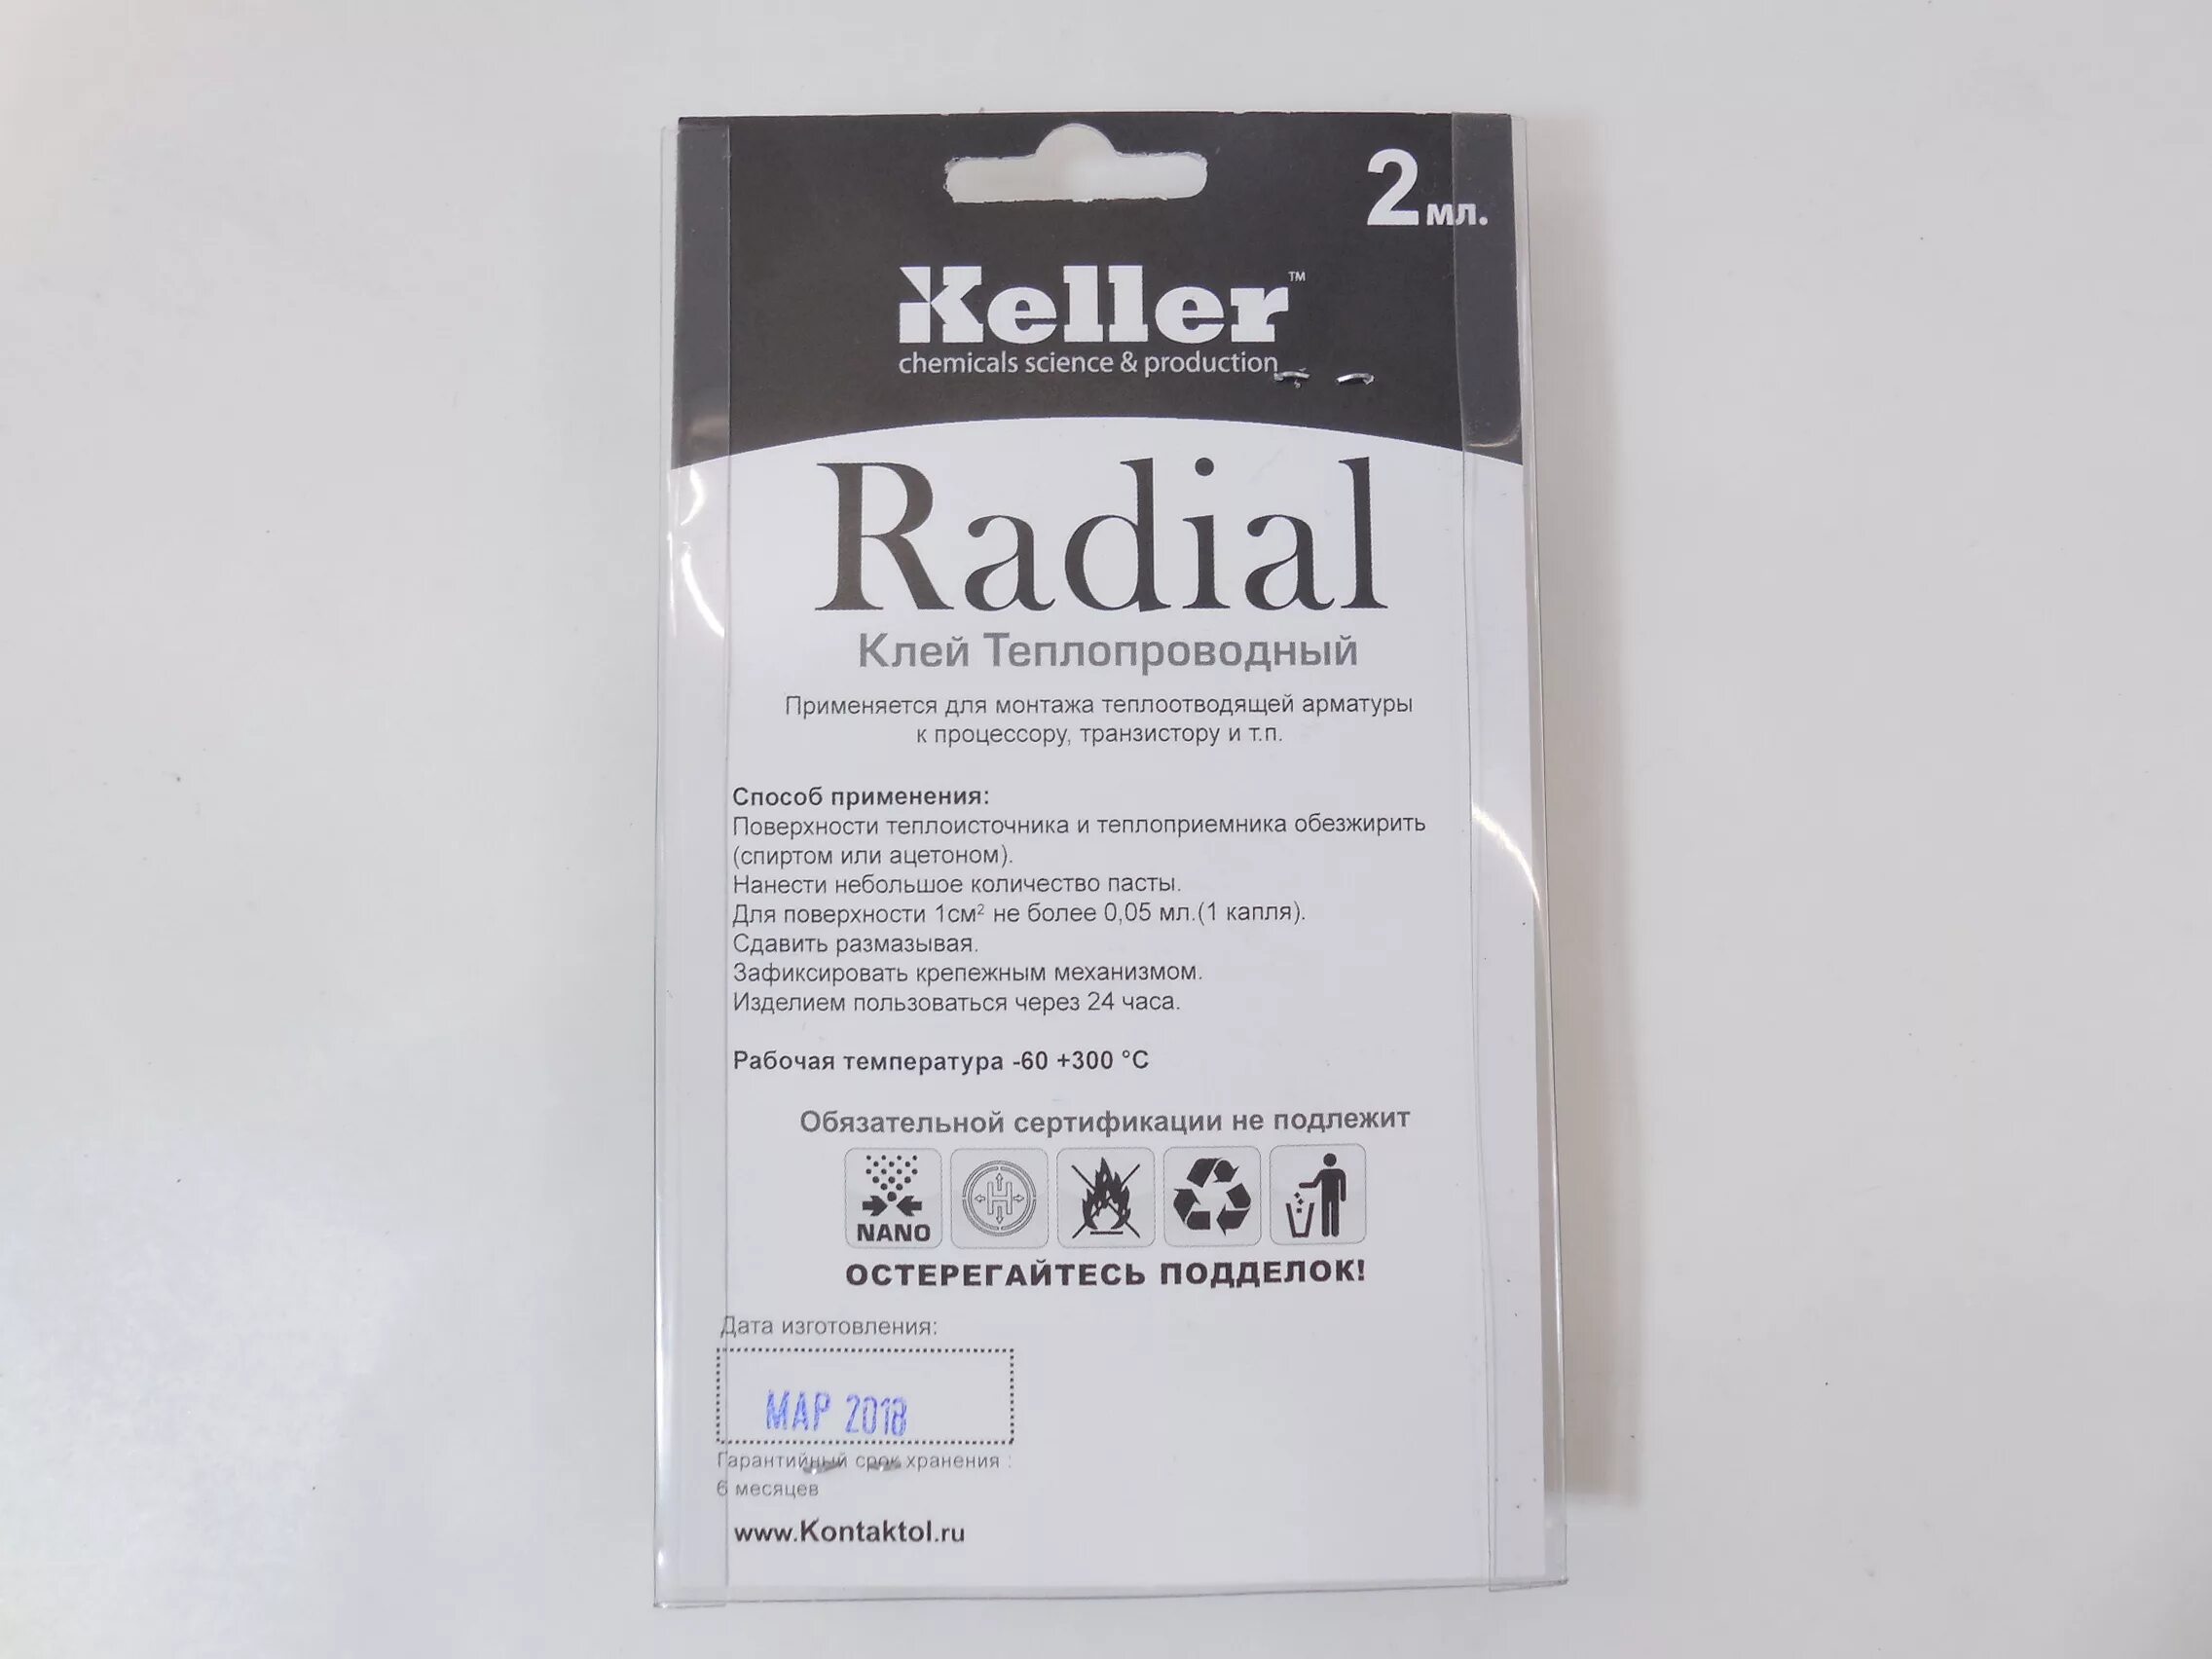 2 мл.
Keller™
chemicals science & production
Radial
Клей Теплопроводный
Применяется для монтажа теплоотводящей арматуры
к процессору, транзистору и т.п.
Способ применения:
Поверхности теплоисточника и теплоприемника обезжирить
(спиртом или ацетоном).
Нанести небольшое количество пасты.
Для поверхности 1см² не более 0,05 мл.(1 капля).
Сдавить размазывая.
Зафиксировать крепежным механизмом.
Изделием пользоваться через 24 часа.
Рабочая температура -60 +300 °C
Обязательной сертификации не подлежит
NANO
ОСТЕРЕГАЙТЕСЬ ПОДДЕЛОК!
Дата изготовления:
МАР 2018
Гарантийный срок хранения :
6 месяцев
www.Kontaktol.ru